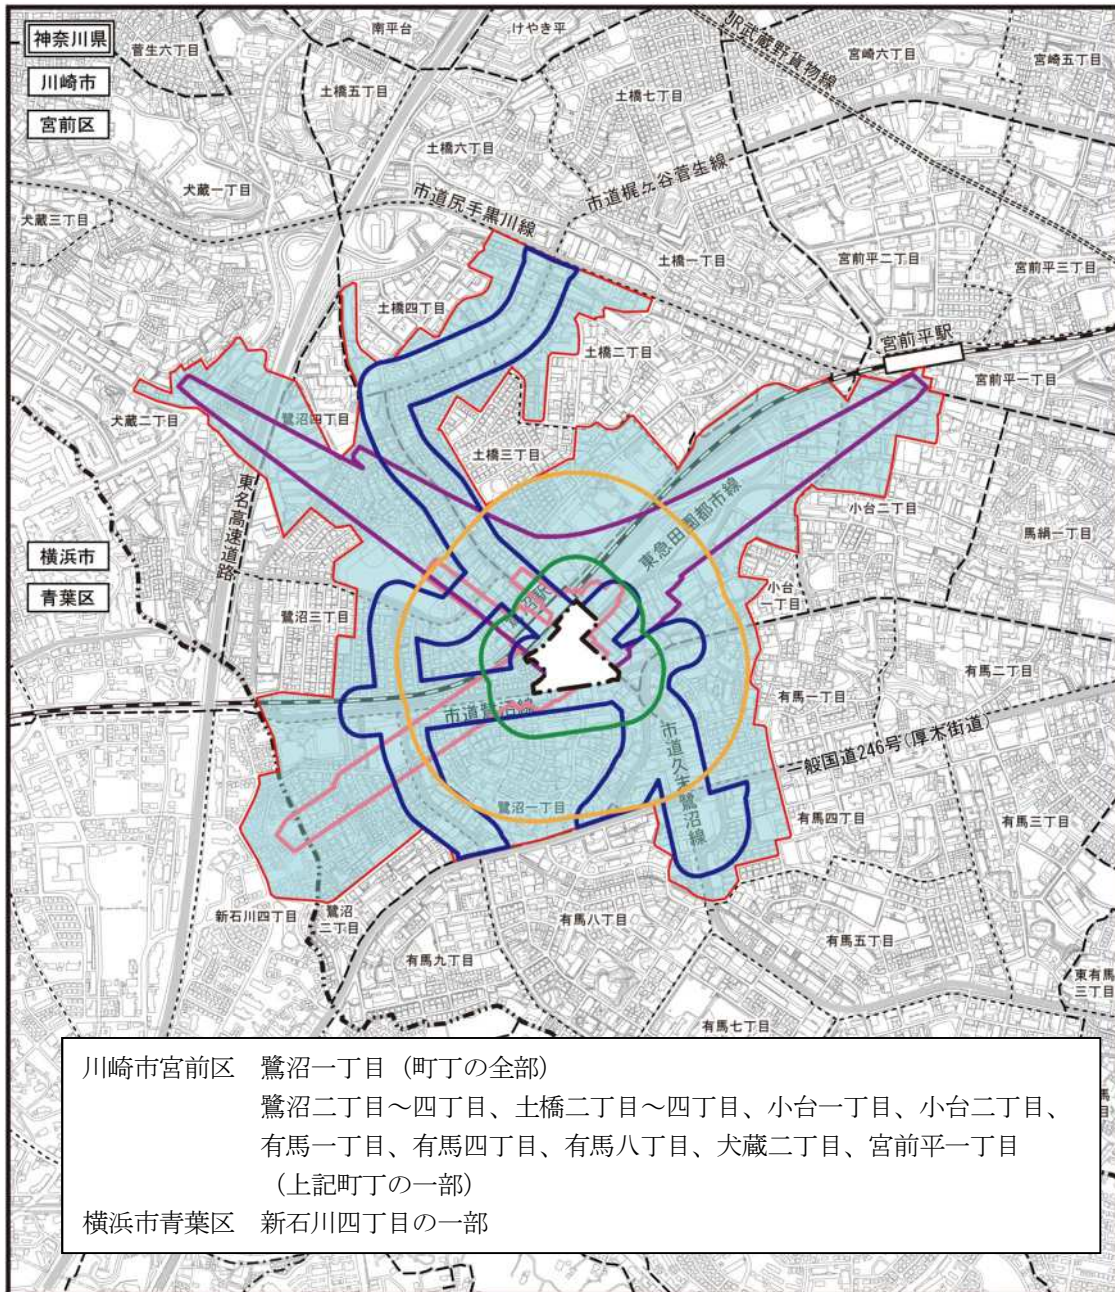 神奈川県
川崎市
宮前区
菅生六丁目
南平台
けやき平
JR武蔵野貨物線
宮崎六丁目
宮崎五丁目
土橋五丁目
土橋七丁目
土橋六丁目
市道梶ヶ谷菅生線
犬蔵一丁目
犬蔵三丁目
市道尻手黒川線
土橋一丁目
宮前平二丁目
宮前平三丁目
土橋四丁目
土橋二丁目
宮前平駅
宮前平一丁目
犬蔵二丁目
鷺沼四丁目
土橋三丁目
東名高速道路
東急田園都市線
小台二丁目
馬絹一丁目
横浜市
青葉区
小台
一丁目
鷺沼三丁目
鷺沼駅
有馬二丁目
有馬一丁目
市道鷺沼線
市道久末鷺沼線
一般国道246号(厚木街道)
鷺沼一丁目
有馬四丁目
有馬三丁目
新石川四丁目
鷺沼
二丁目
有馬八丁目
有馬九丁目
有馬五丁目
東有馬
三丁目
有馬七丁目
川崎市宮前区　鷺沼一丁目（町丁の全部）
鷺沼二丁目～四丁目、土橋二丁目～四丁目、小台一丁目、小台二丁目、
有馬一丁目、有馬四丁目、有馬八丁目、犬蔵二丁目、宮前平一丁目
（上記町丁の一部）
横浜市青葉区　新石川四丁目の一部